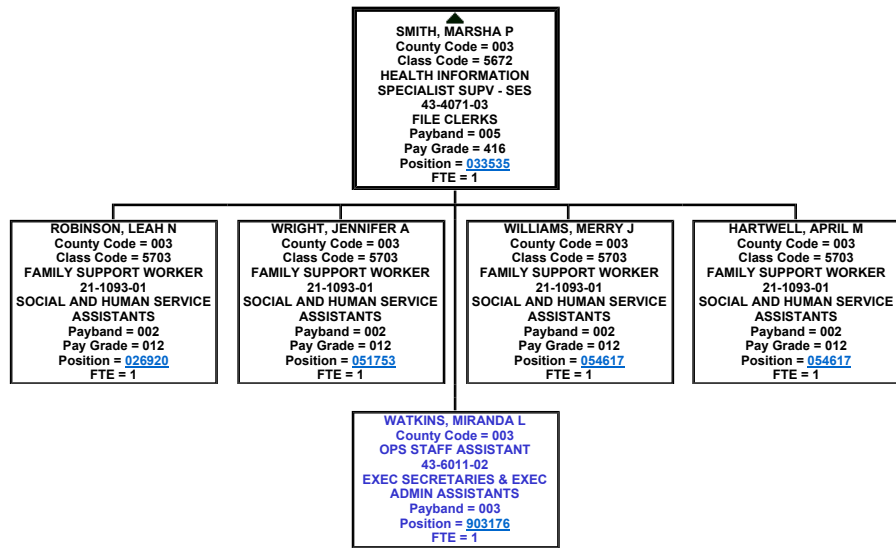 SMITH, MARSHA P
County Code = 003
Class Code = 5672
HEALTH INFORMATION
SPECIALIST SUPV - SES
43-4071-03
FILE CLERKS
Payband = 005
Pay Grade = 416
Position = 033535
FTE = 1
ROBINSON, LEAH N
County Code = 003
Class Code = 5703
FAMILY SUPPORT WORKER
21-1093-01
SOCIAL AND HUMAN SERVICE
ASSISTANTS
Payband = 002
Pay Grade = 012
Position = 026920
FTE = 1
WRIGHT, JENNIFER A
County Code = 003
Class Code = 5703
FAMILY SUPPORT WORKER
21-1093-01
SOCIAL AND HUMAN SERVICE
ASSISTANTS
Payband = 002
Pay Grade = 012
Position = 051753
FTE = 1
WILLIAMS, MERRY J
County Code = 003
Class Code = 5703
FAMILY SUPPORT WORKER
21-1093-01
SOCIAL AND HUMAN SERVICE
ASSISTANTS
Payband = 002
Pay Grade = 012
Position = 054617
FTE = 1
HARTWELL, APRIL M
County Code = 003
Class Code = 5703
FAMILY SUPPORT WORKER
21-1093-01
SOCIAL AND HUMAN SERVICE
ASSISTANTS
Payband = 002
Pay Grade = 012
Position = 054617
FTE = 1
WATKINS, MIRANDA L
County Code = 003
OPS STAFF ASSISTANT
43-6011-02
EXEC SECRETARIES & EXEC
ADMIN ASSISTANTS
Payband = 003
Position = 903176
FTE = 1